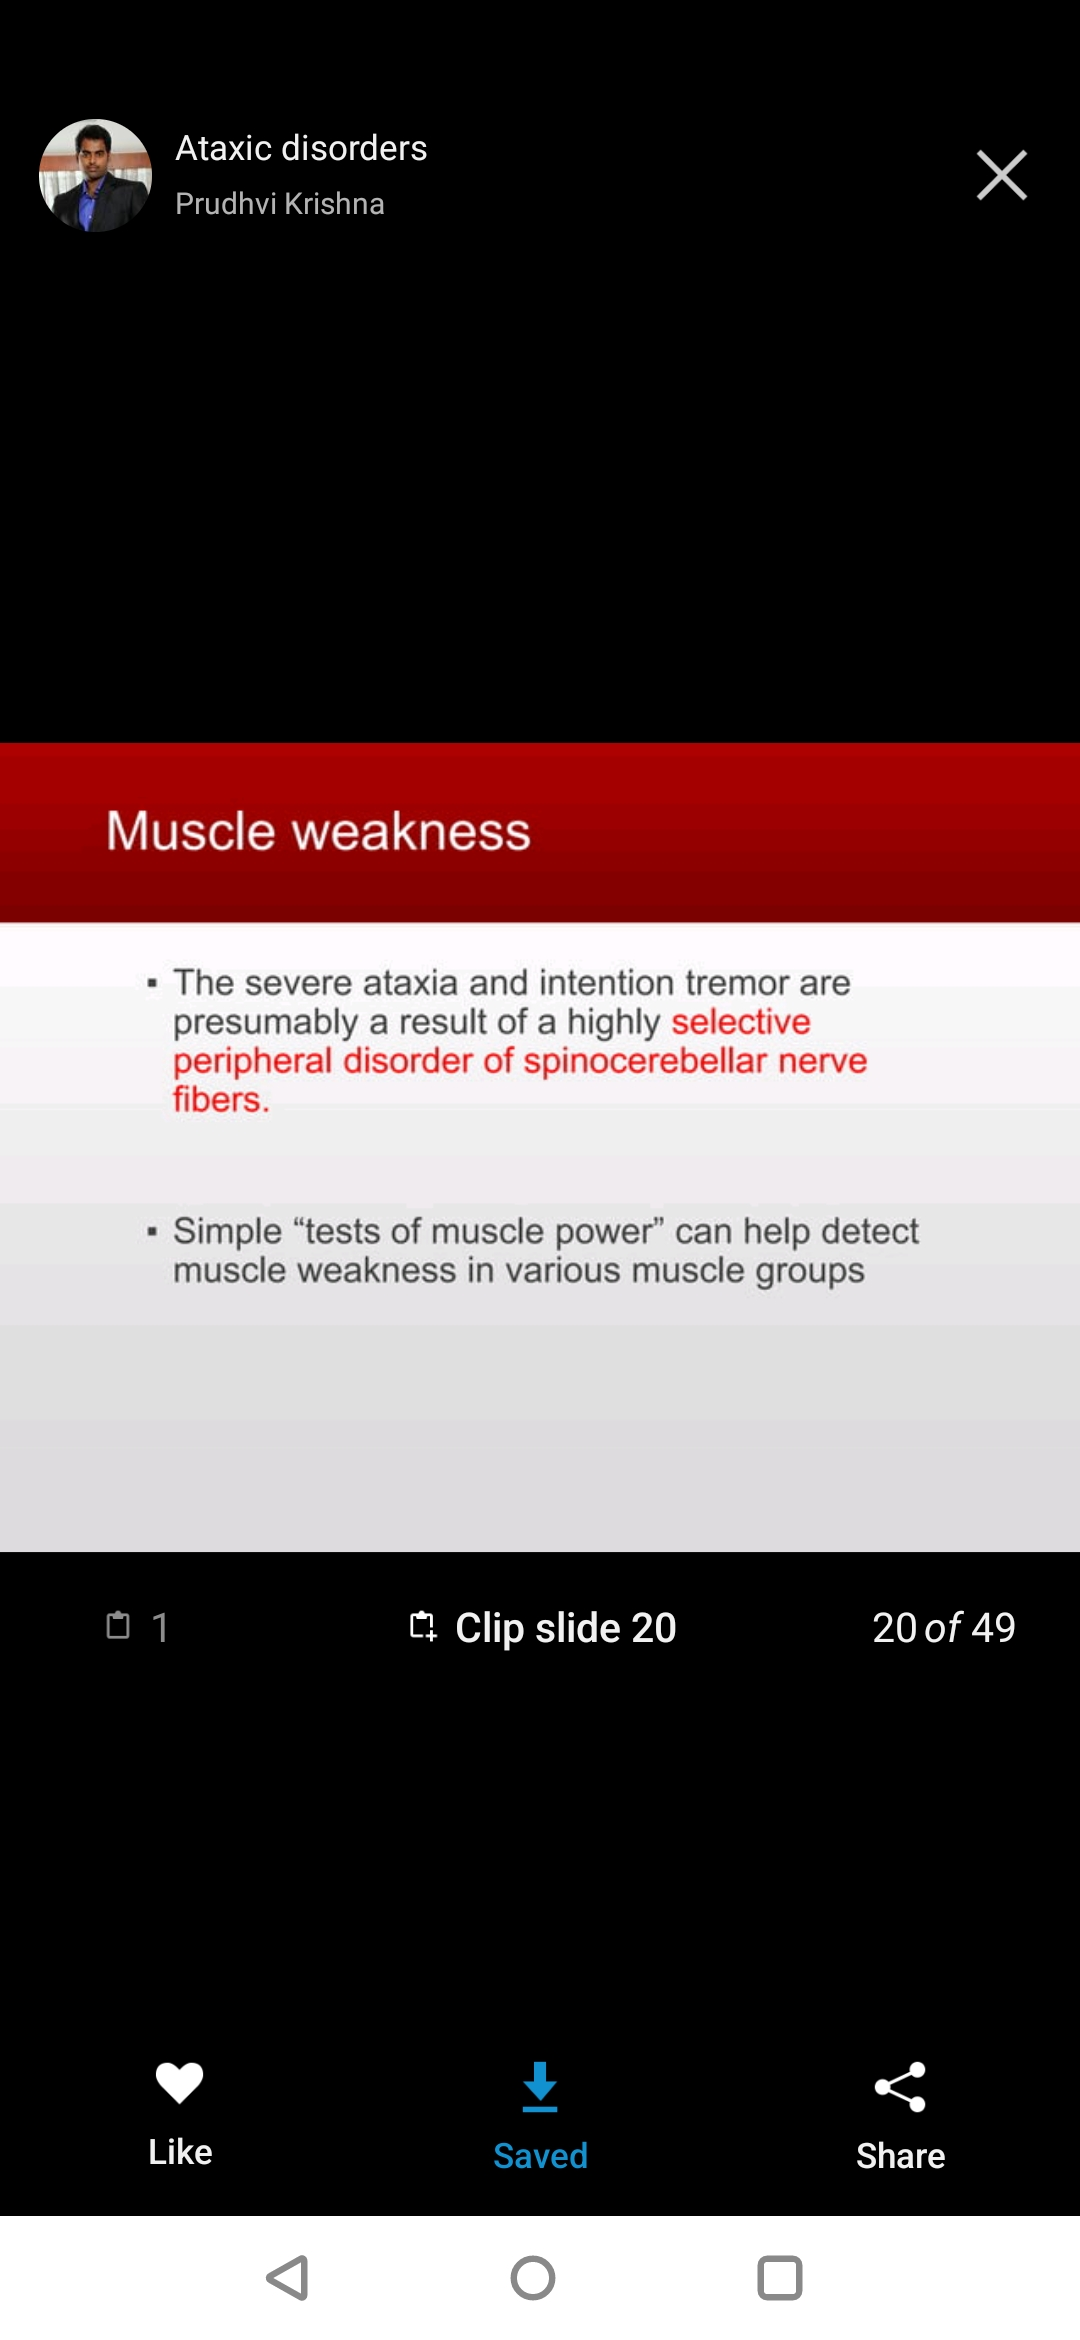 Ataxic disorders
Prudhvi Krishna
Muscle weakness
▪ The severe ataxia and intention tremor are
presumably a result of a highly selective
peripheral disorder of spinocerebellar nerve
fibers.
▪ Simple “tests of muscle power” can help detect
muscle weakness in various muscle groups
1
Clip slide 20
20 of 49
Like
Saved
Share